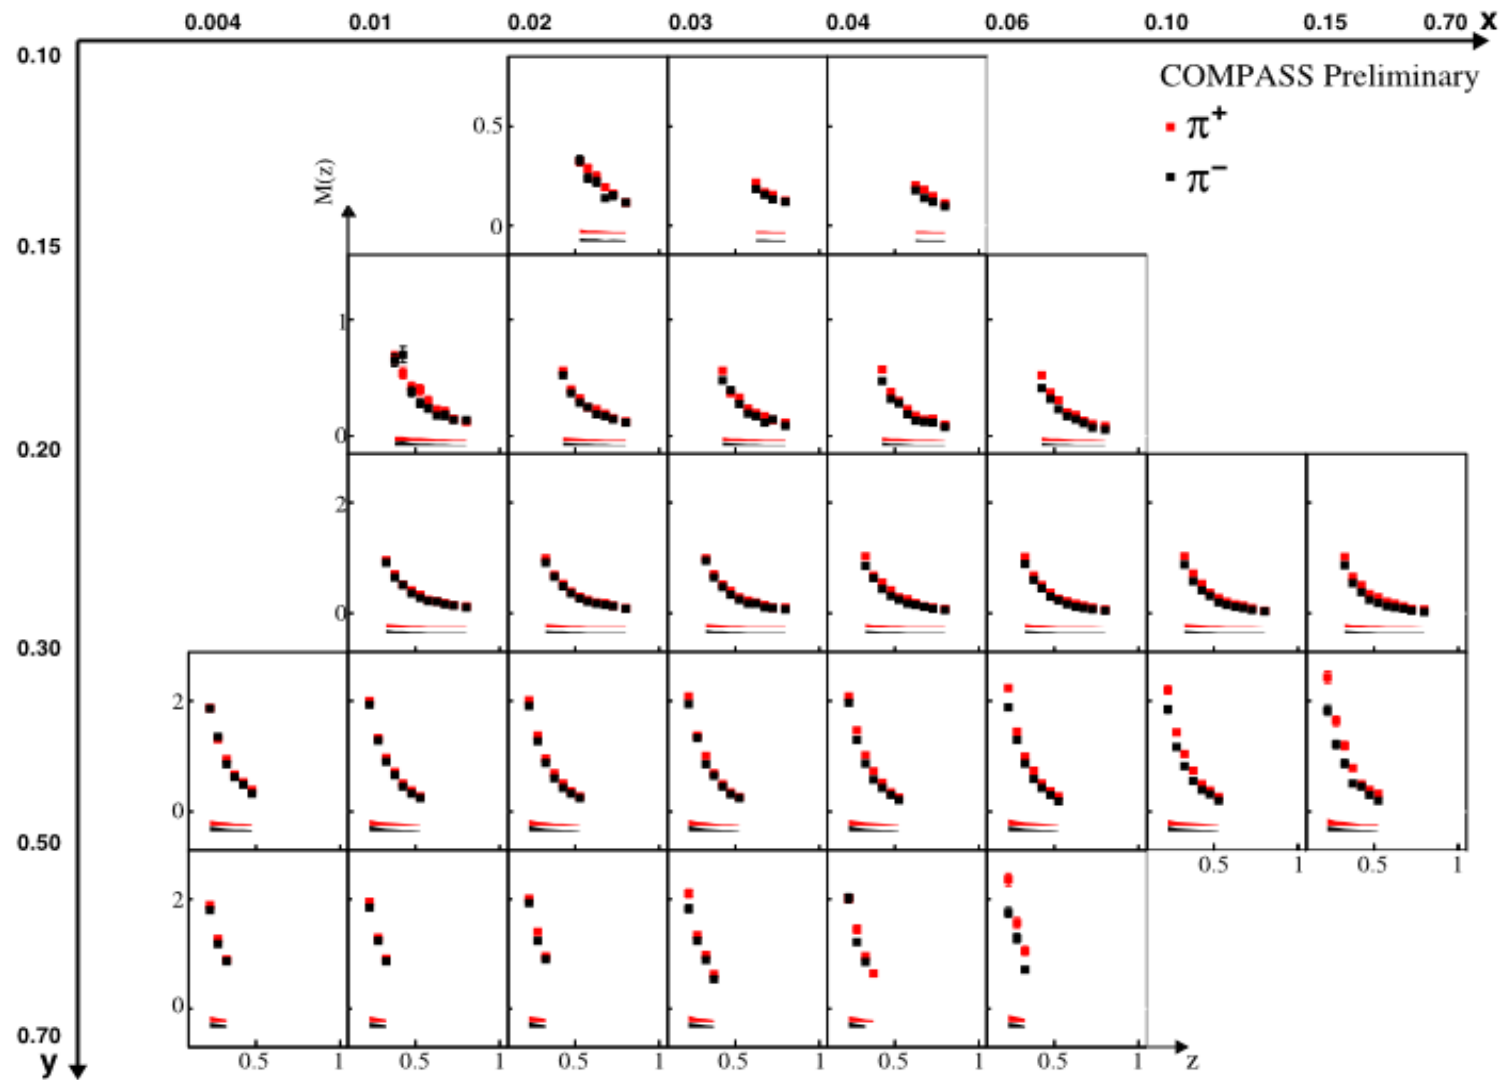 0.004 0.01 0.02 0.03 0.04 0.06 0.10 0.15 0.70 x
0.10
COMPASS Preliminary
π+
π−
0.5
0
M(z)
0.15
1
0
0.20
2
0
0.30
2
0
0.50
0.5 1 0.5 1
2
0
0.70
y
0.5 1 0.5 1 0.5 1 0.5 1 0.5 1 0.5 1 z